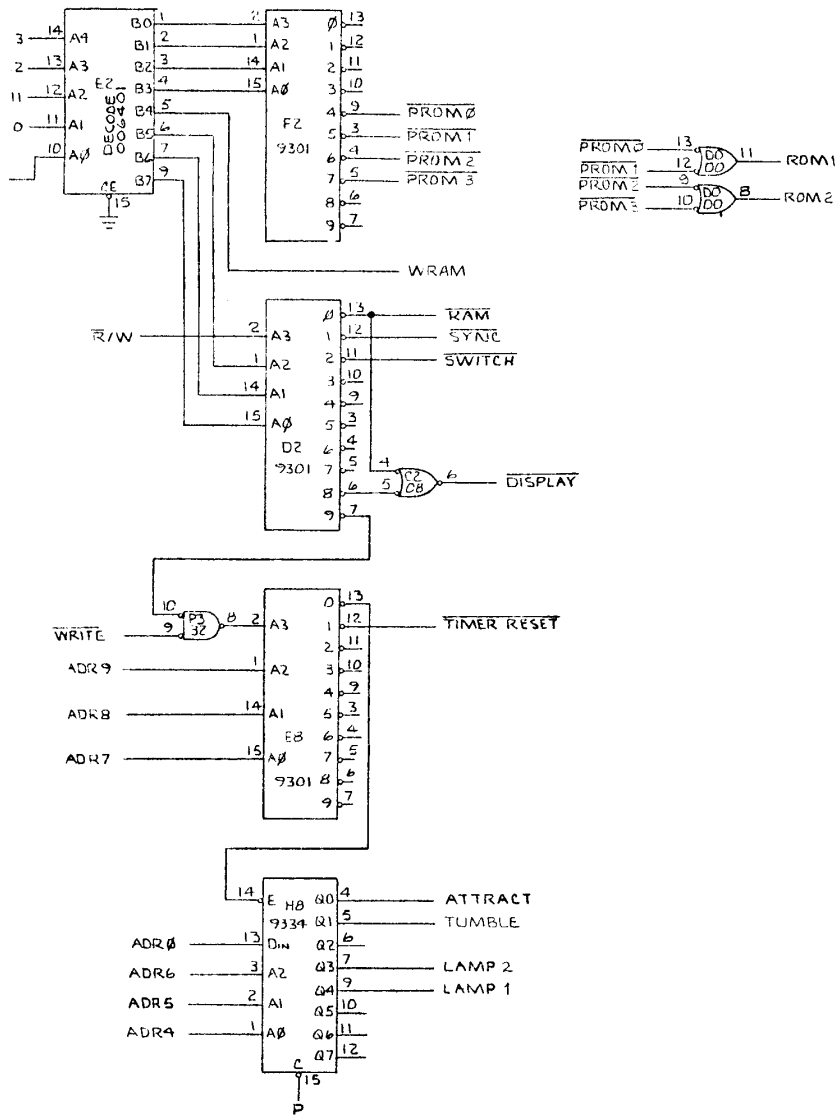 3 14 A4 B0 1 2 A3 Ø 13
2 13 A3 B1 2 1 A2 1 12
11 12 A2 E2 B2 3 14 A1 2 11
0 11 A1 B3 4 15 AØ 3 10
10 AØ DECODE 006401 B4 5 F2 9301 4 9 PROMØ
B5 6 5 3 PROM1
B6 7 6 4 PROM2
B7 9 7 5 PROM3
CE 15 8 6
9 7
PROMØ 13 DO DO 11 ROM1
PROM1 12
PROM2 9 DO DO 8 ROM2
PROM3 10
WRAM
Ø 13 RAM
R/W 2 A3 1 12 SYNC
1 A2 2 11 SWITCH
14 A1 3 10
4 9
15 AØ 5 3
D2 6 4
9301 7 5
8 6 4 5 C2 C8 6 DISPLAY
9 7
10 P3 32 8 2 A3 0 13
WRITE 9 1 12 TIMER RESET
2 11
ADR9 1 A2 3 10
4 9
ADR8 14 A1 5 3
E8 6 4
ADR7 15 AØ 7 5
9301 8 6
9 7
14 E H8 Q0 4 ATTRACT
9334 Q1 5 TUMBLE
ADRØ 13 DIN Q2 6
ADR6 3 A2 Q3 7 LAMP 2
Q4 9 LAMP 1
ADR5 2 A1 Q5 10
ADR4 1 AØ Q6 11
Q7 12
C 15
P